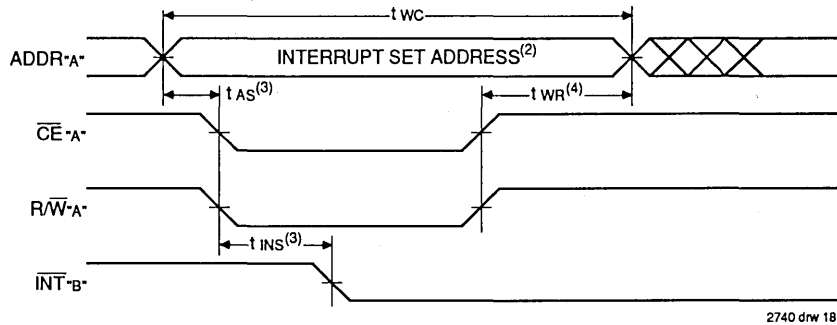 t WC
ADDR"A"
INTERRUPT SET ADDRESS(2)
t AS(3)
t WR(4)
CE "A"
R/W"A"
t INS(3)
INT"B"
2740 drw 18